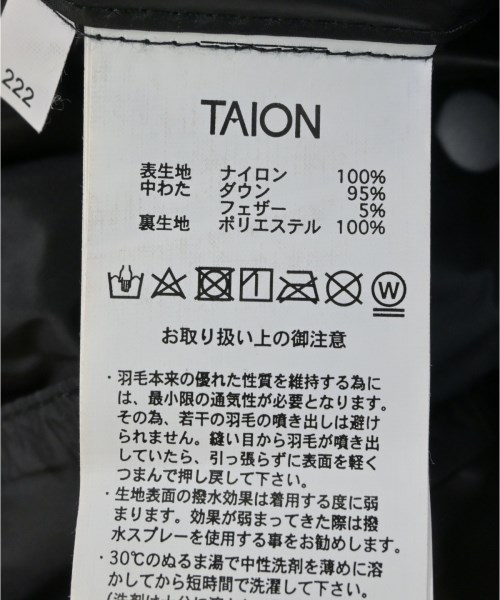 222
TAION
表生地 ナイロン 100%
中わた ダウン 95%
フェザー 5%
裏生地 ポリエステル 100%
W
お取り扱い上の御注意
・羽毛本来の優れた性質を維持する為に
は、最小限の通気性が必要となります。
その為、若干の羽毛の噴き出しは避け
られません。縫い目から羽毛が噴き出
していたら、引っ張らずに表面を軽く
つまんで押し戻して下さい。
・生地表面の撥水効果は着用する度に弱
まります。効果が弱まってきた際は撥
水スプレーを使用する事をお勧めします。
・30℃のぬるま湯で中性洗剤を薄めに溶
かしてから短時間で洗濯して下さい。